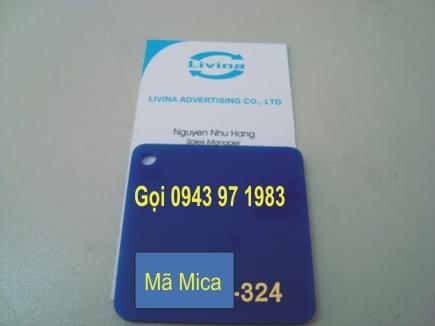 Livina
LIVINA ADVERTISING CO., LTD
Nguyen Nhu Hang
Sales Manager
Gọi 0943 97 1983
Mã Mica -324